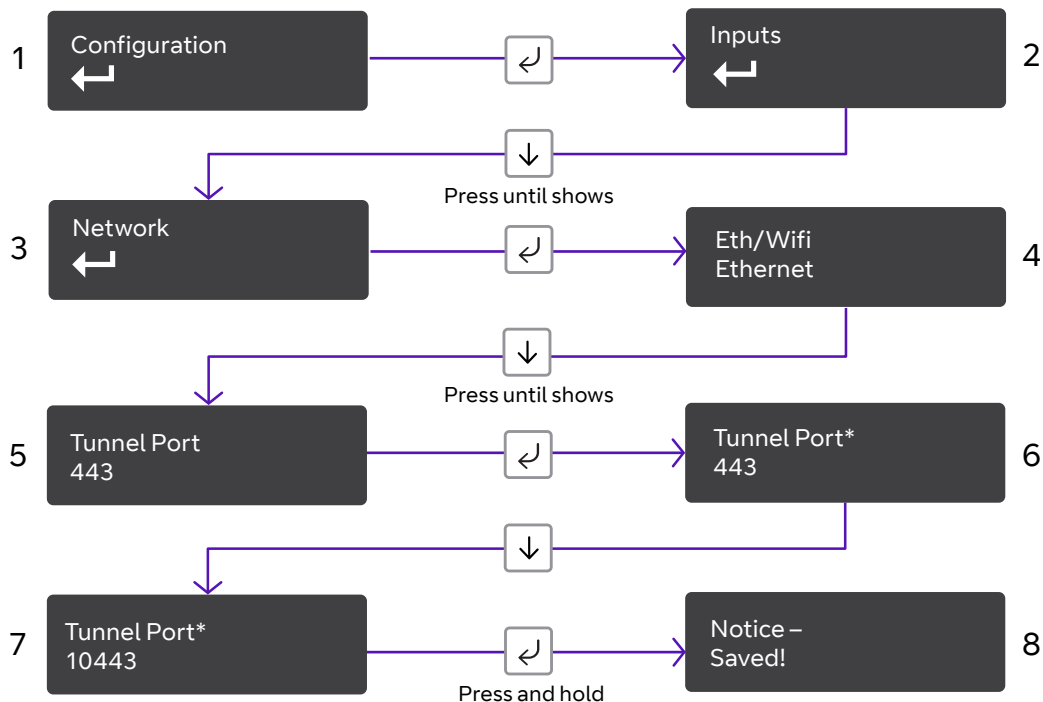 1
Configuration
Inputs
2
Press until shows
3
Network
Eth/Wifi
Ethernet
4
Press until shows
5
Tunnel Port
443
Tunnel Port*
443
6
7
Tunnel Port*
10443
Notice –
Saved!
8
Press and hold